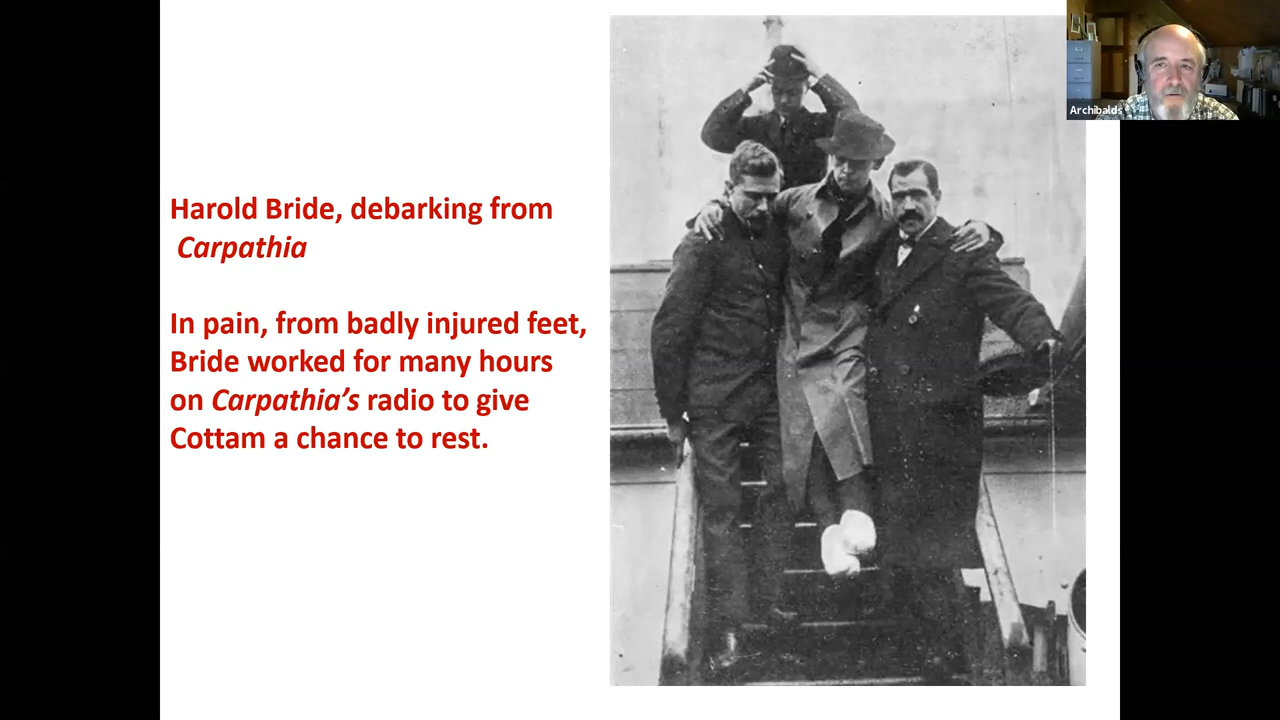 Harold Bride, debarking from
Carpathia
In pain, from badly injured feet,
Bride worked for many hours
on Carpathia’s radio to give
Cottam a chance to rest.
Archibalds